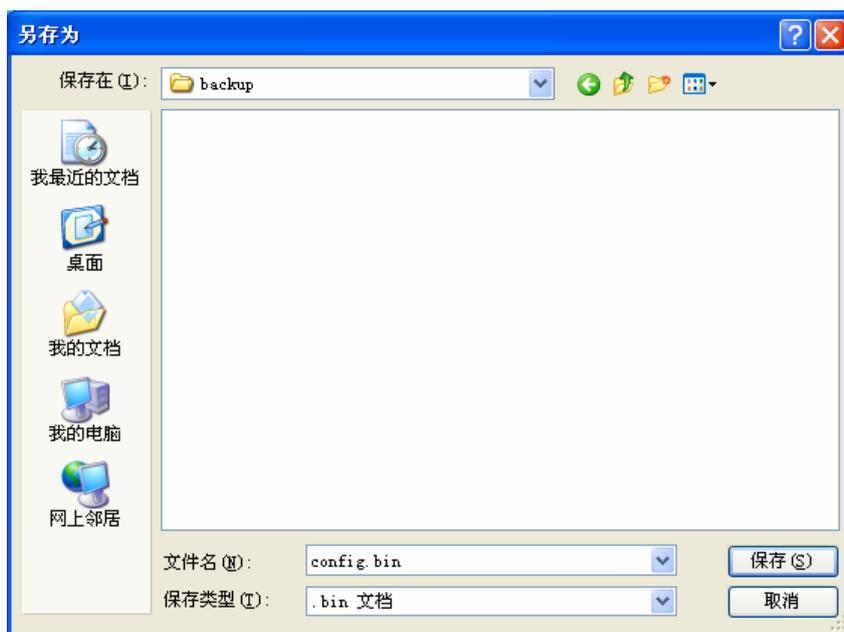 另存为
保存在(I):
backup
我最近的文档
桌面
我的文档
我的电脑
网上邻居
文件名(N):
config.bin
保存(S)
保存类型(T):
.bin 文档
取消